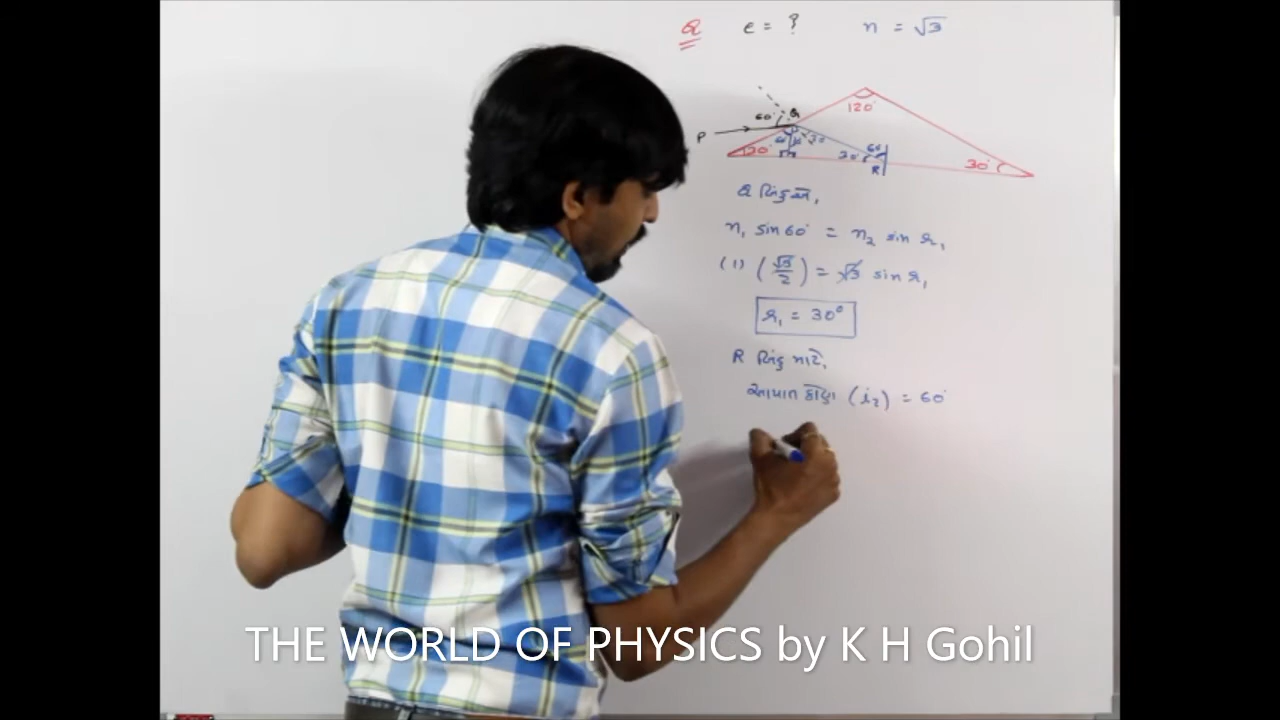 Q e = ? n = √3
120°
60° Q
P
30° R 60° 30°
Q બિંદુએ,
n₁ sin 60° = n₂ sin r₁
(1) (√3/2) = √3 sin r₁
r₁ = 30°
R બિંદુ માટે,
આપાત કોણ (i₂) = 60°
THE WORLD OF PHYSICS by K H Gohil